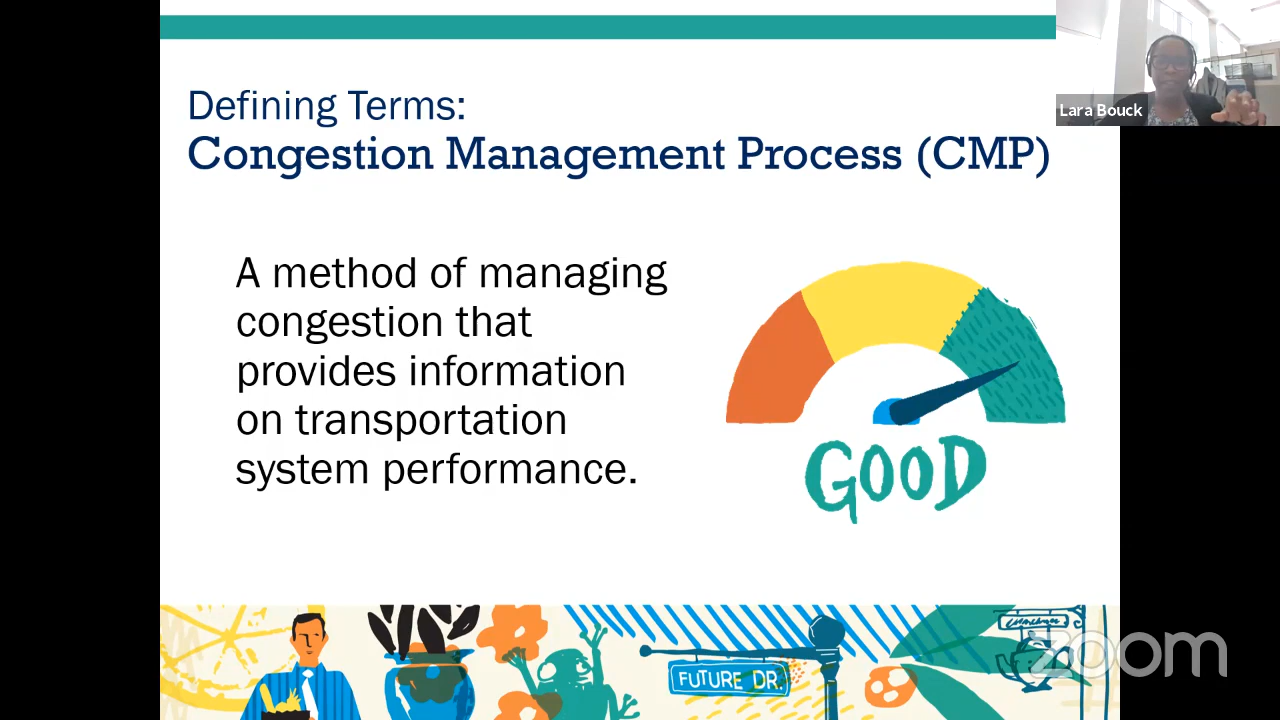 Defining Terms:
Congestion Management Process (CMP)
Lara Bouck
A method of managing
congestion that
provides information
on transportation
system performance.
GOOD
FUTURE DR.
zoom